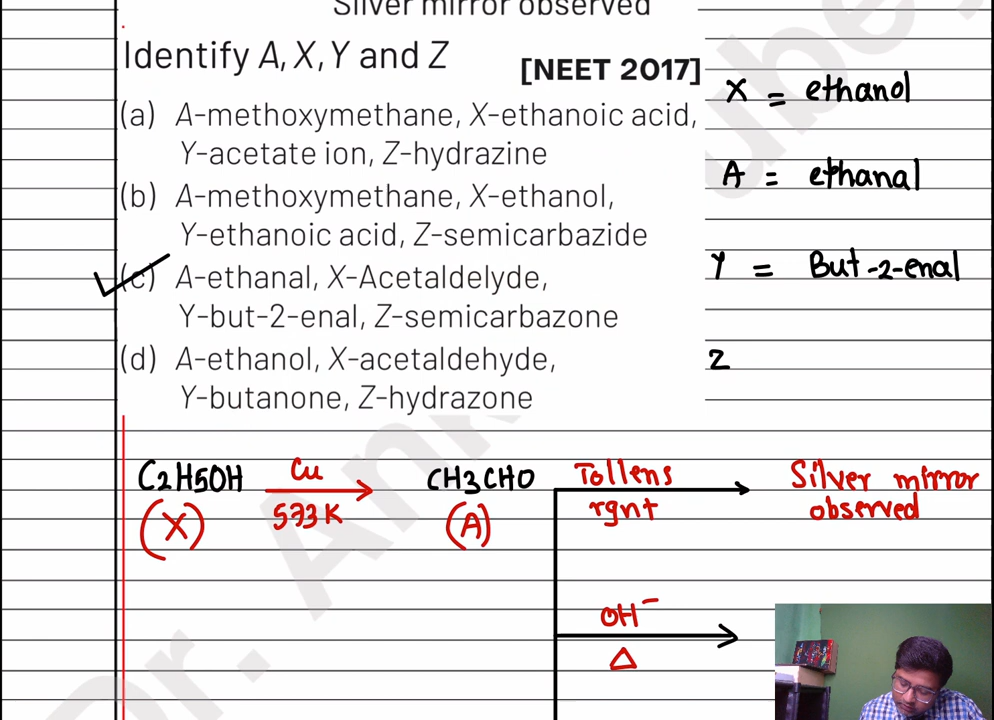 Silver mirror observed
Identify A, X, Y and Z
[NEET 2017]
(a) A-methoxymethane, X-ethanoic acid,
Y-acetate ion, Z-hydrazine
(b) A-methoxymethane, X-ethanol,
Y-ethanoic acid, Z-semicarbazide
(c) A-ethanal, X-Acetaldelyde,
Y-but-2-enal, Z-semicarbazone
(d) A-ethanol, X-acetaldehyde,
Y-butanone, Z-hydrazone
X = ethanol
A = ethanal
Y = But-2-enal
Z
C2H5OH Cu CH3CHO Tollens Silver mirror
(X) 573K (A) rgnt observed
OH⁻
Δ